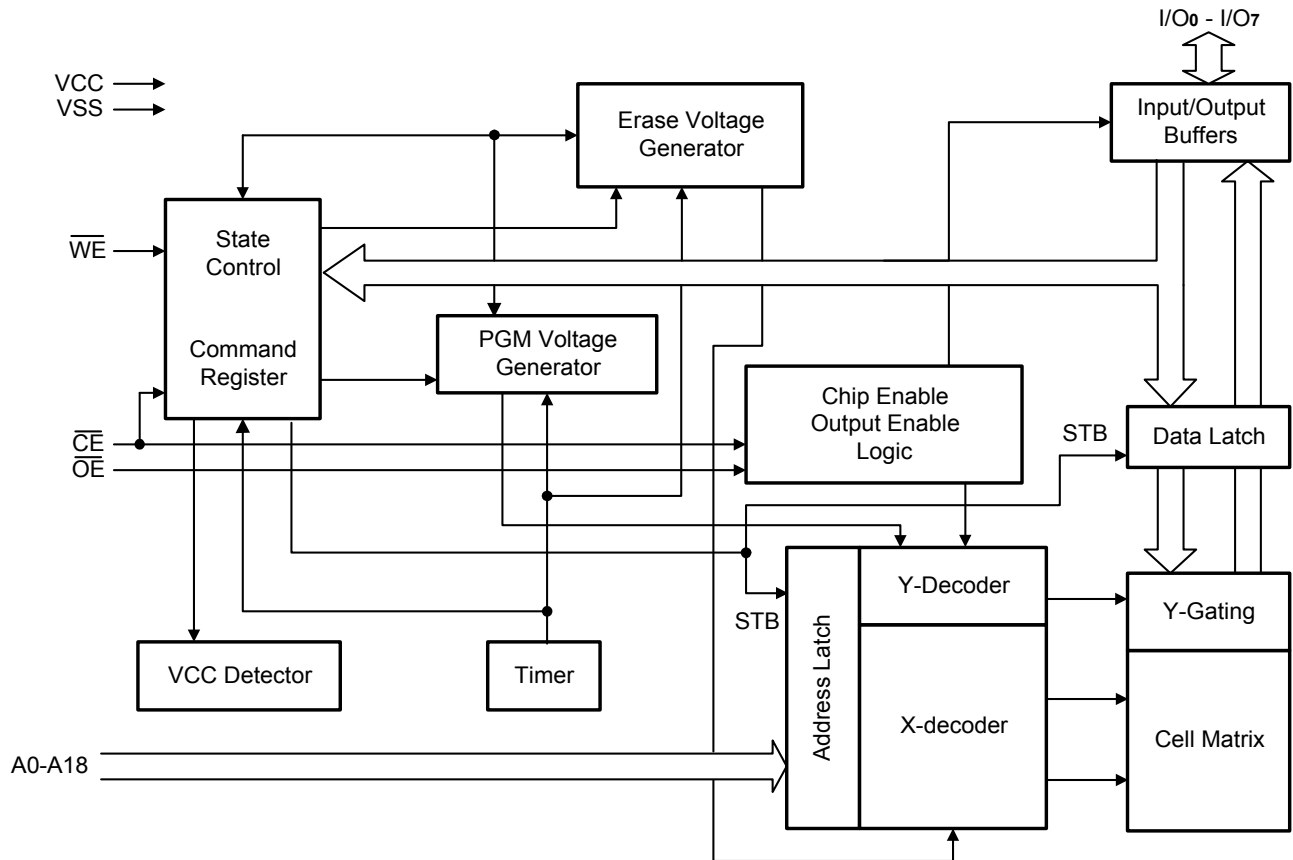 I/O0 - I/O7
VCC
VSS
Erase Voltage
Generator
Input/Output
Buffers
WE
State
Control
Command
Register
PGM Voltage
Generator
Chip Enable
Output Enable
Logic
CE
OE
STB
Data Latch
STB
Address Latch
Y-Decoder
Y-Gating
VCC Detector
Timer
X-decoder
Cell Matrix
A0-A18